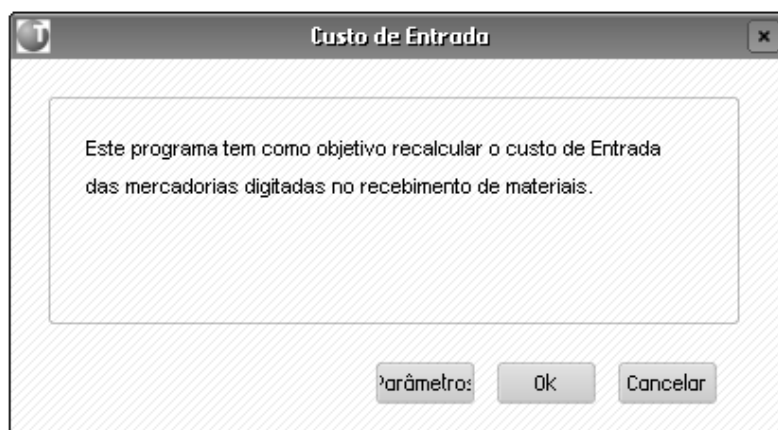 Custo de Entrada
Este programa tem como objetivo recalcular o custo de Entrada
das mercadorias digitadas no recebimento de materiais.
Parâmetros Ok Cancelar